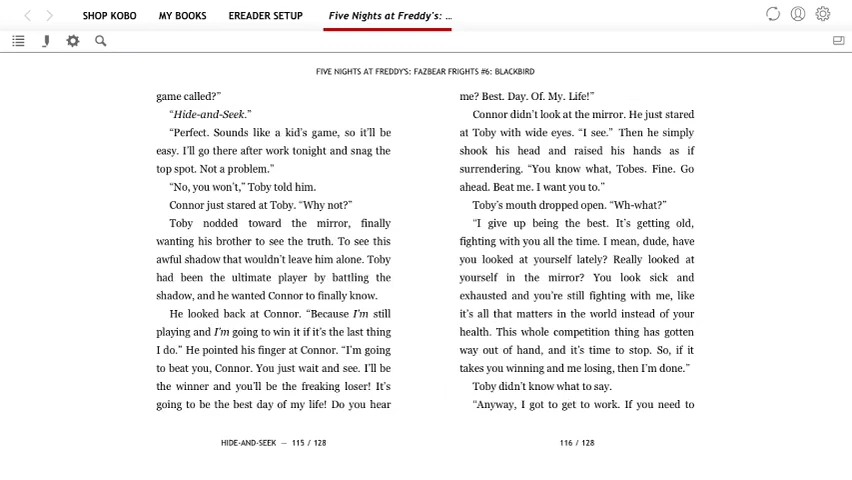 SHOP KOBO MY BOOKS EREADER SETUP Five Nights at Freddy's: ...
FIVE NIGHTS AT FREDDY'S: FAZBEAR FRIGHTS #6: BLACKBIRD
game called?”
“Hide-and-Seek.”
“Perfect. Sounds like a kid’s game, so it’ll be
easy. I’ll go there after work tonight and snag the
top spot. Not a problem.”
“No, you won’t,” Toby told him.
Connor just stared at Toby. “Why not?”
Toby nodded toward the mirror, finally
wanting his brother to see the truth. To see this
awful shadow that wouldn’t leave him alone. Toby
had been the ultimate player by battling the
shadow, and he wanted Connor to finally know.
He looked back at Connor. “Because I’m still
playing and I’m going to win it if it’s the last thing
I do.” He pointed his finger at Connor. “I’m going
to beat you, Connor. You just wait and see. I’ll be
the winner and you’ll be the freaking loser! It’s
going to be the best day of my life! Do you hear
HIDE-AND-SEEK — 115 / 128
me? Best. Day. Of. My. Life!”
Connor didn’t look at the mirror. He just stared
at Toby with wide eyes. “I see.” Then he simply
shook his head and raised his hands as if
surrendering. “You know what, Tobes. Fine. Go
ahead. Beat me. I want you to.”
Toby’s mouth dropped open. “Wh-what?”
“I give up being the best. It’s getting old,
fighting with you all the time. I mean, dude, have
you looked at yourself lately? Really looked at
yourself in the mirror? You look sick and
exhausted and you’re still fighting with me, like
it’s all that matters in the world instead of your
health. This whole competition thing has gotten
way out of hand, and it’s time to stop. So, if it
takes you winning and me losing, then I’m done.”
Toby didn’t know what to say.
“Anyway, I got to get to work. If you need to
116 / 128